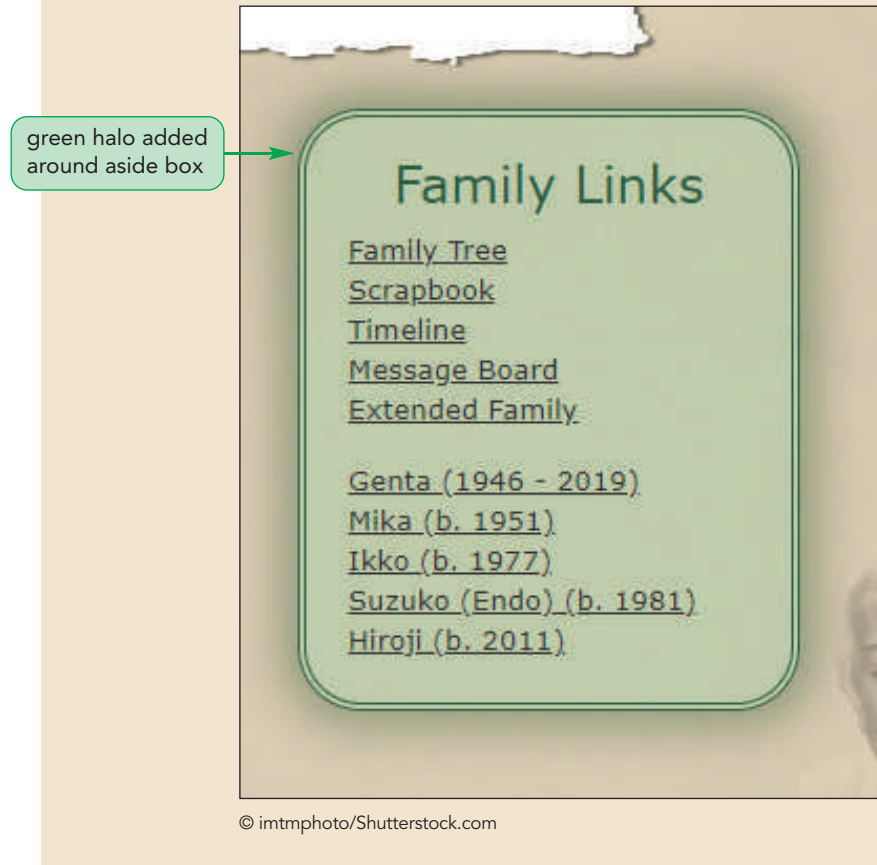 green halo added
around aside box
Family Links
Family Tree
Scrapbook
Timeline
Message Board
Extended Family
Genta (1946 - 2019)
Mika (b. 1951)
Ikko (b. 1977)
Suzuko (Endo) (b. 1981)
Hiroji (b. 2011)
© imtmphoto/Shutterstock.com